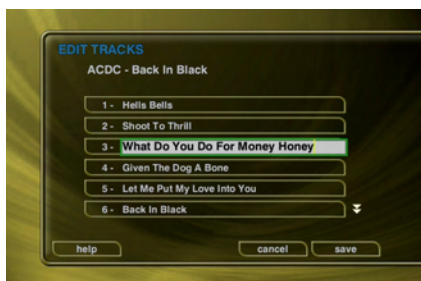 EDIT TRACKS
ACDC - Back In Black
1 - Hells Bells
2 - Shoot To Thrill
3 - What Do You Do For Money Honey
4 - Given The Dog A Bone
5 - Let Me Put My Love Into You
6 - Back In Black
help cancel save